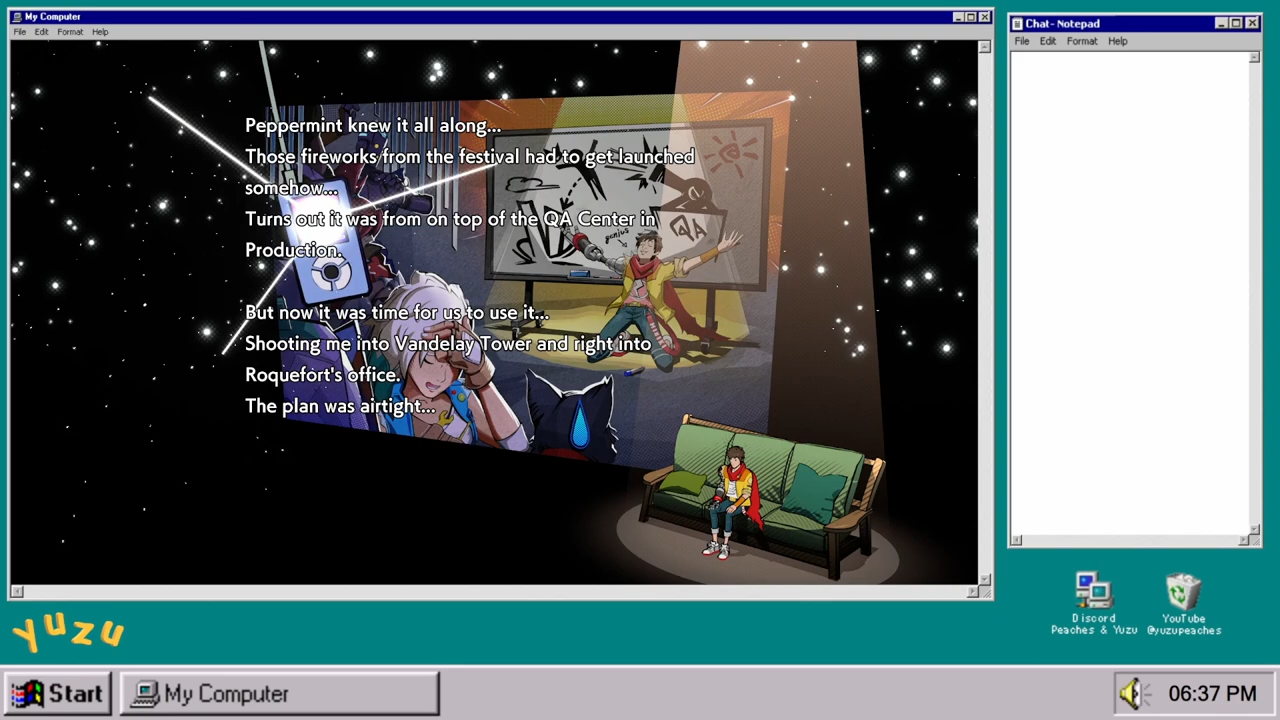 My Computer
File Edit Format Help
Peppermint knew it all along...
Those fireworks from the festival had to get launched
somehow...
Turns out it was from on top of the QA Center in
Production.
But now it was time for us to use it...
Shooting me into Vandelay Tower and right into
Roquefort's office.
The plan was airtight...
genius
QA
Chat- Notepad
File Edit Format Help
Discord
Peaches & Yuzu
YouTube
@yuzupeaches
yuzu
Start
My Computer
06:37 PM